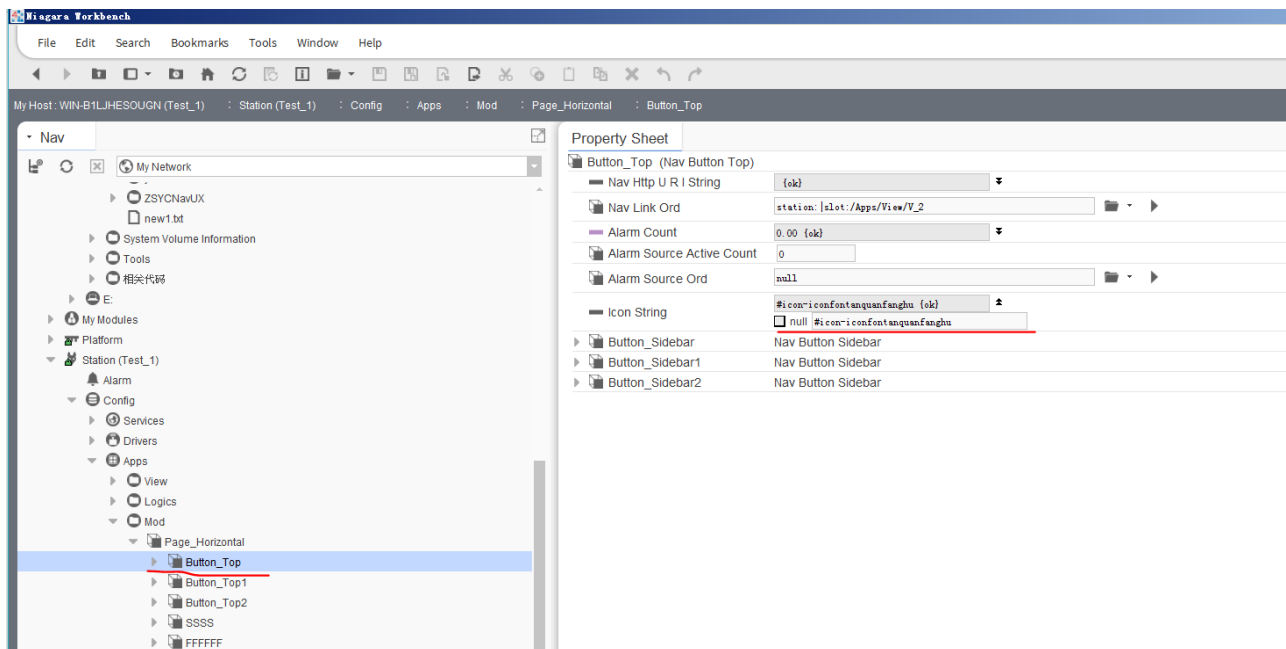 Niagara Workbench
File Edit Search Bookmarks Tools Window Help
My Host : WIN-B1LJHESOUGN (Test_1) : Station (Test_1) : Config : Apps : Mod : Page_Horizontal : Button_Top
Nav
My Network
ZSYCNavUX
new1.txt
System Volume Information
Tools
相关代码
E:
My Modules
Platform
Station (Test_1)
Alarm
Config
Services
Drivers
Apps
View
Logics
Mod
Page_Horizontal
Button_Top
Button_Top1
Button_Top2
SSSS
FFFFFF
Property Sheet
Button_Top (Nav Button Top)
Nav Http U R I String {ok}
Nav Link Ord station:|slot:/Apps/View/V_2
Alarm Count 0.00 {ok}
Alarm Source Active Count 0
Alarm Source Ord null
Icon String #icon-iconfontanquanfanghu {ok}
null #icon-iconfontanquanfanghu
Button_Sidebar Nav Button Sidebar
Button_Sidebar1 Nav Button Sidebar
Button_Sidebar2 Nav Button Sidebar